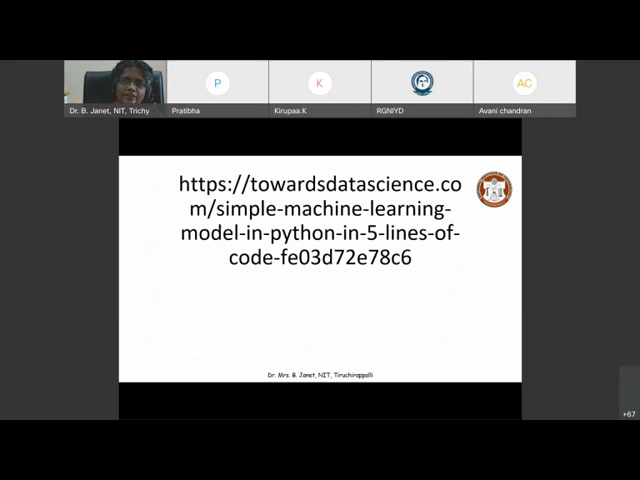 P
K
AC
Dr. B. Janet, NIT, Trichy
Pratibha
Kirupaa.K
RGNIYD
Avani chandran
https://towardsdatascience.co
m/simple-machine-learning-
model-in-python-in-5-lines-of-
code-fe03d72e78c6
Dr. Mrs. B. Janet, NIT, Tiruchirappalli
+67